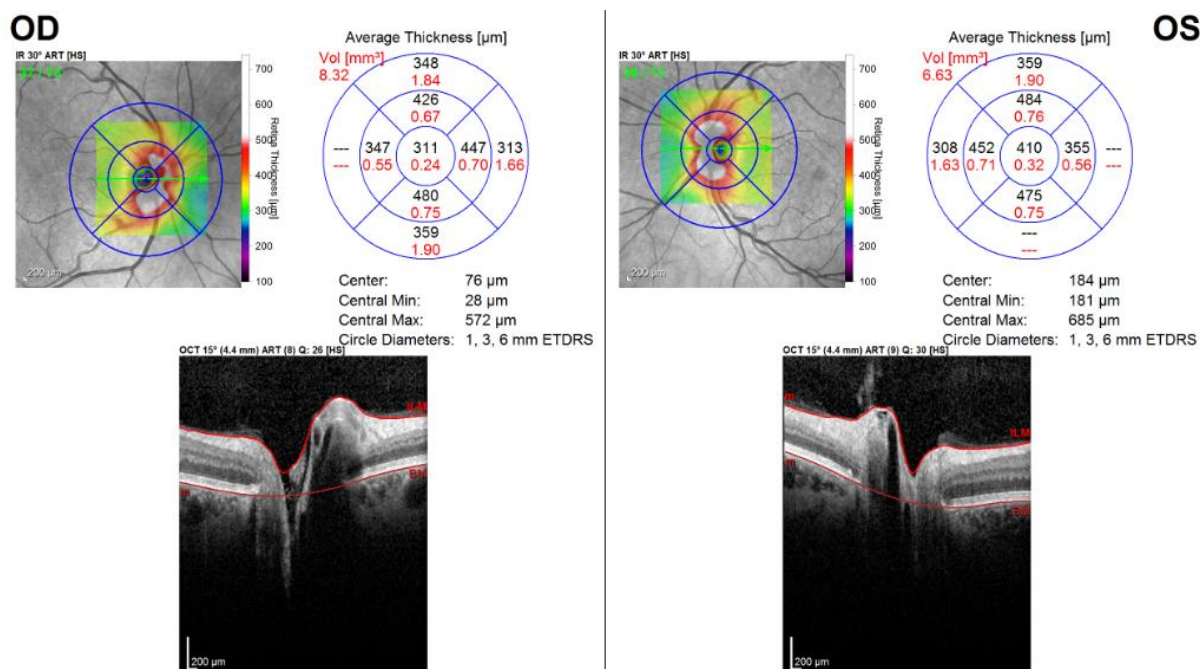 OD
IR 30° ART [HS]
700
600
500
400
300
200
100
Retina Thickness [µm]
200 µm
Average Thickness [µm]
Vol [mm³]
8.32
348
1.84
426
0.67
--- 347 311 447 313
--- 0.55 0.24 0.70 1.66
480
0.75
359
1.90
Center: 76 µm
Central Min: 28 µm
Central Max: 572 µm
Circle Diameters: 1, 3, 6 mm ETDRS
OCT 15° (4.4 mm) ART (8) Q: 26 [HS]
ILM
BM
200 µm
OS
IR 30° ART [HS]
700
600
500
400
300
200
100
Retina Thickness [µm]
200 µm
Average Thickness [µm]
Vol [mm³]
6.63
359
1.90
484
0.76
308 452 410 355 ---
1.63 0.71 0.32 0.56 ---
475
0.75
---
---
Center: 184 µm
Central Min: 181 µm
Central Max: 685 µm
Circle Diameters: 1, 3, 6 mm ETDRS
OCT 15° (4.4 mm) ART (9) Q: 30 [HS]
ILM
BM
200 µm